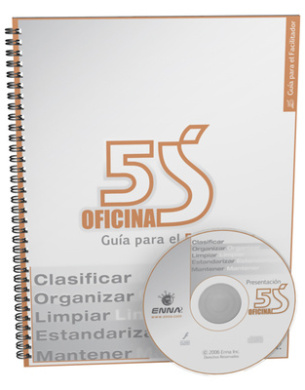 Guía para el Facilitador
5S
OFICINA
Guía para el
Clasificar
Organizar
Limpiar
Estandariz
Mantener
Clasificar
Organizar
Limpiar
Estandarizar
Mantener
Presentación
5S
OFICINA
ENNA
© 2006 Enna Inc.